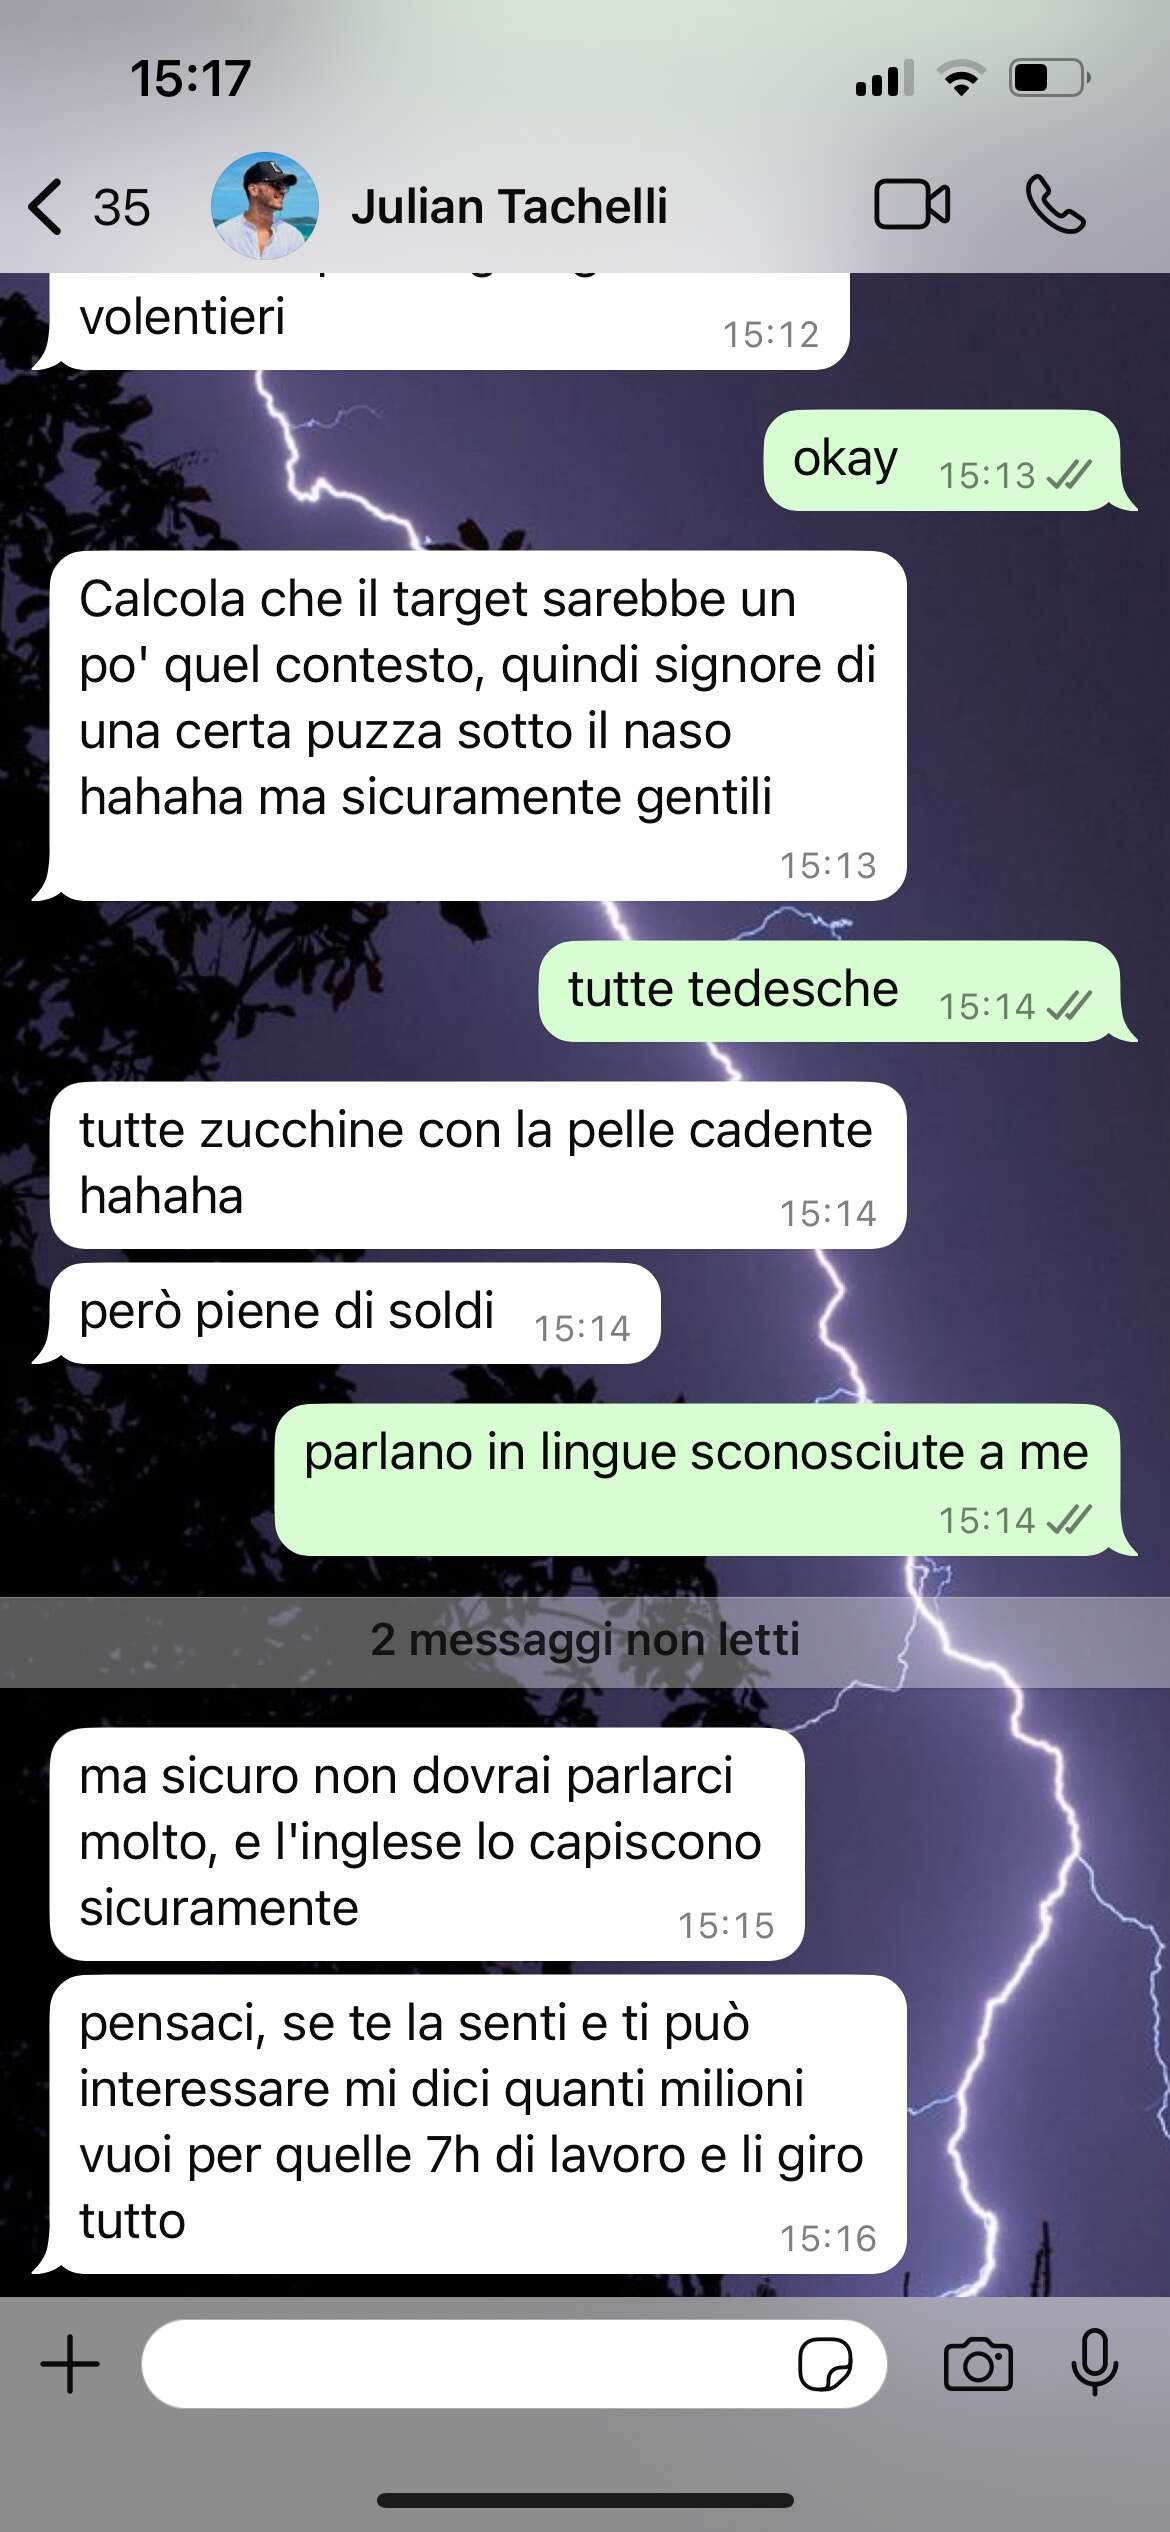 15:17
35
Julian Tachelli
volentieri
15:12
okay
15:13
Calcola che il target sarebbe un
po' quel contesto, quindi signore di
una certa puzza sotto il naso
hahaha ma sicuramente gentili
15:13
tutte tedesche
15:14
tutte zucchine con la pelle cadente
hahaha
15:14
però piene di soldi
15:14
parlano in lingue sconosciute a me
15:14
2 messaggi non letti
ma sicuro non dovrai parlarci
molto, e l'inglese lo capiscono
sicuramente
15:15
pensaci, se te la senti e ti può
interessare mi dici quanti milioni
vuoi per quelle 7h di lavoro e li giro
tutto
15:16